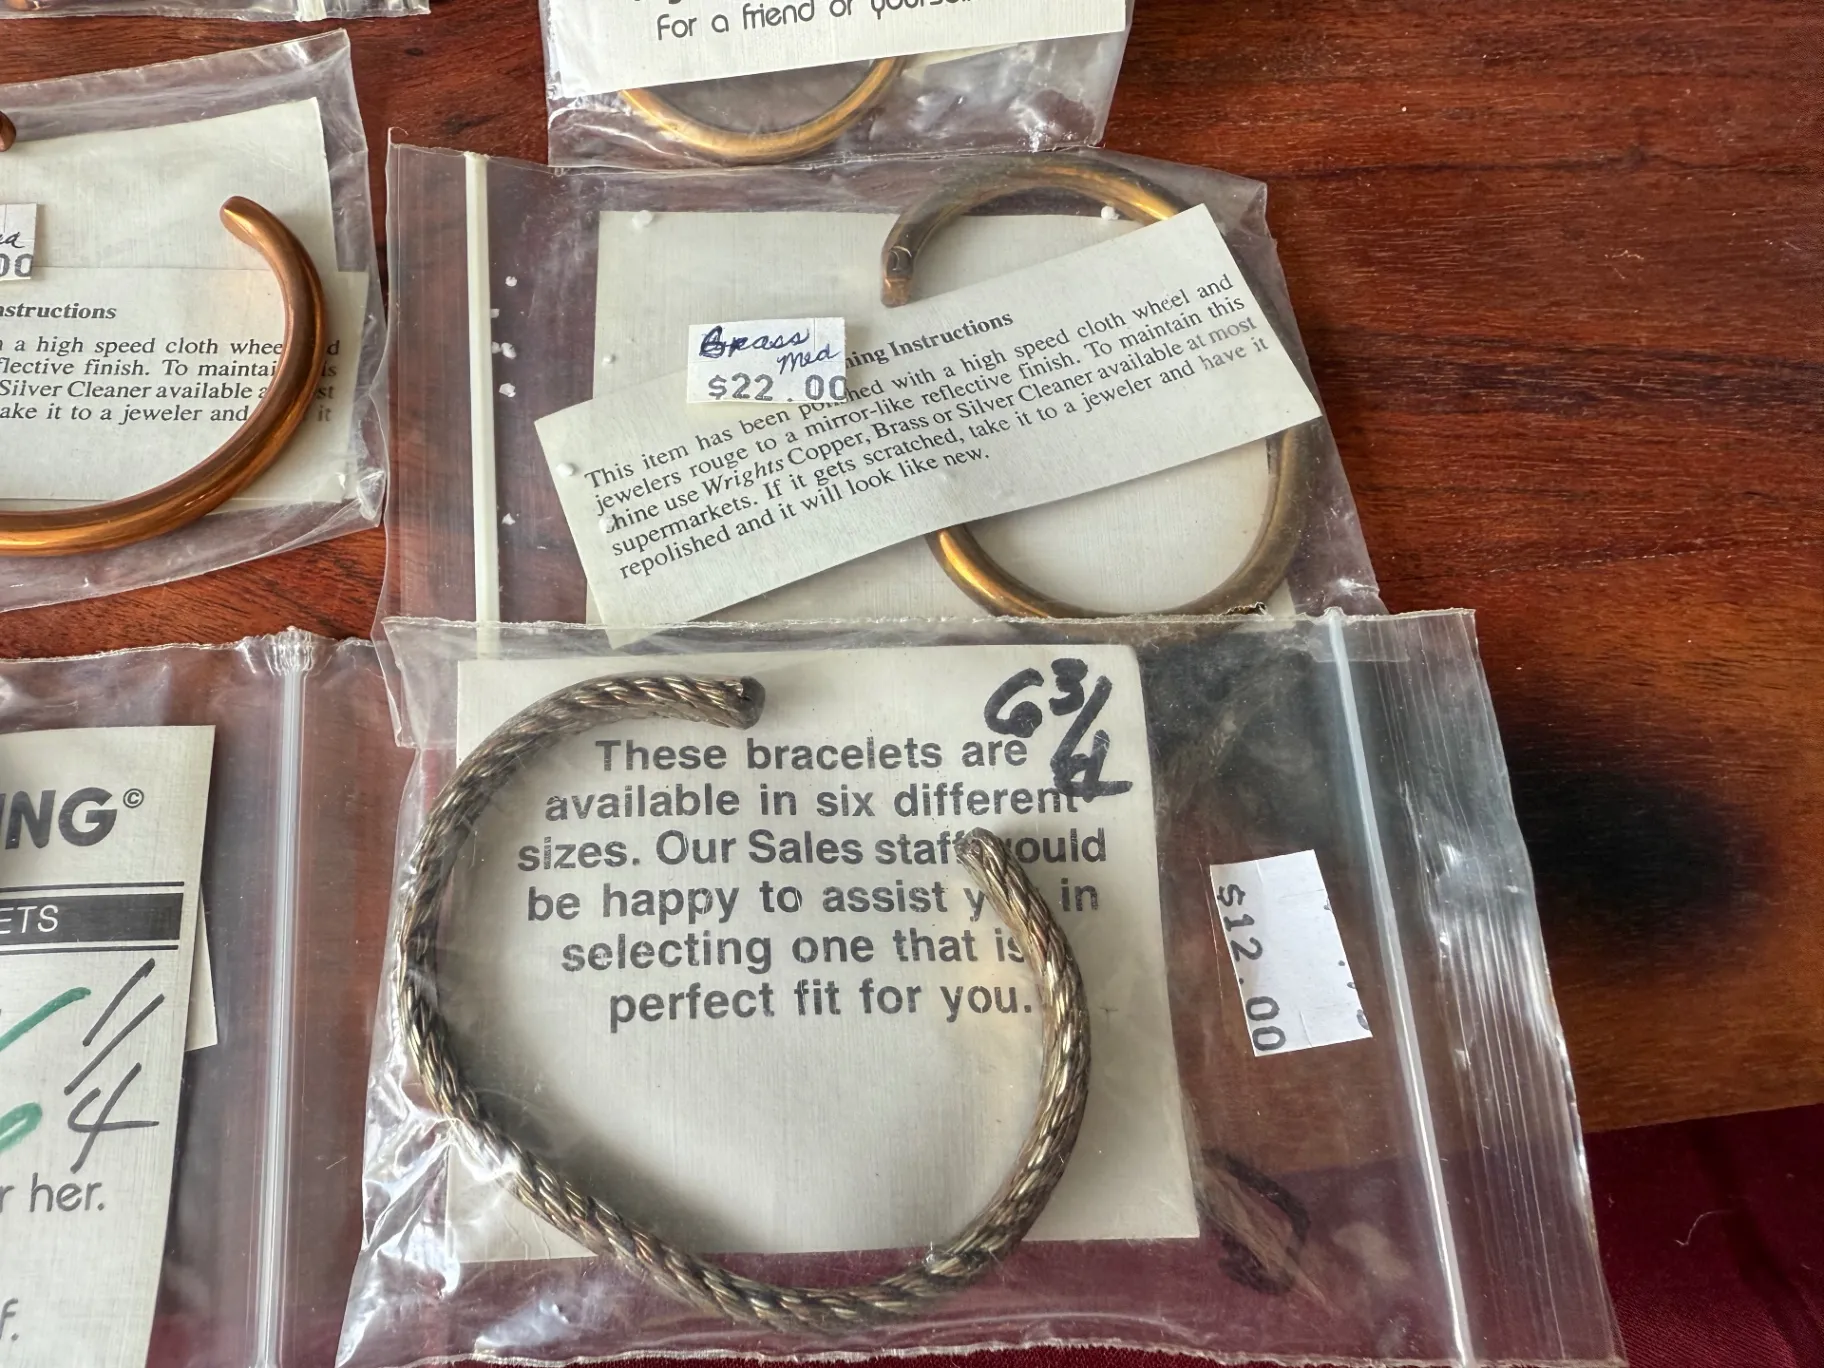 For a friend or yourself
00
nstructions
a high speed cloth
flective finish. To
Silver Cleaner available
ake it to a jeweler and it
Brass
Med
$22.00
ning Instructions
This item has been polished with a high speed cloth wheel and
jewelers rouge to a mirror-like reflective finish. To maintain this
shine use Wrights Copper, Brass or Silver Cleaner available at most
supermarkets. If it gets scratched, take it to a jeweler and have it
repolished and it will look like new.
6 3/4
These bracelets are
available in six different
sizes. Our Sales staff would
be happy to assist you in
selecting one that is
perfect fit for you.
$12.00
ING©
ETS
r her.
f.